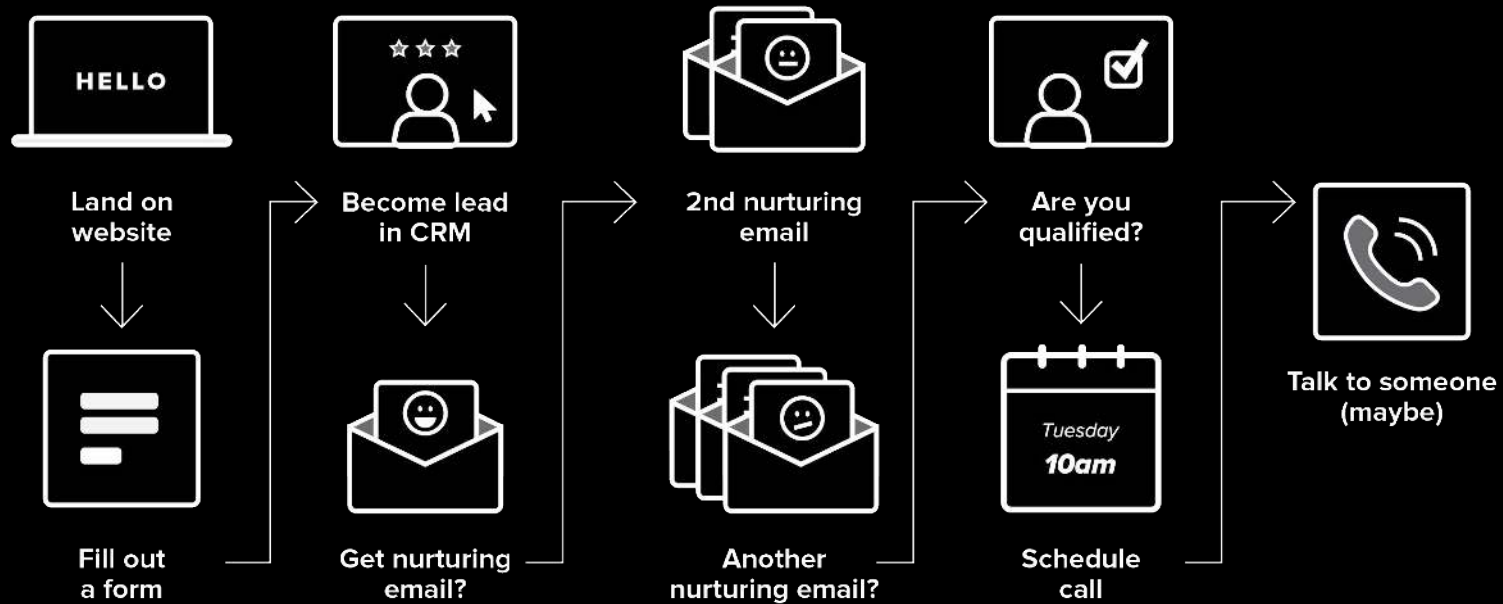 HELLO
Land on
website
Fill out
a form
Become lead
in CRM
Get nurturing
email?
2nd nurturing
email
Another
nurturing email?
Are you
qualified?
Tuesday
10am
Schedule
call
Talk to someone
(maybe)